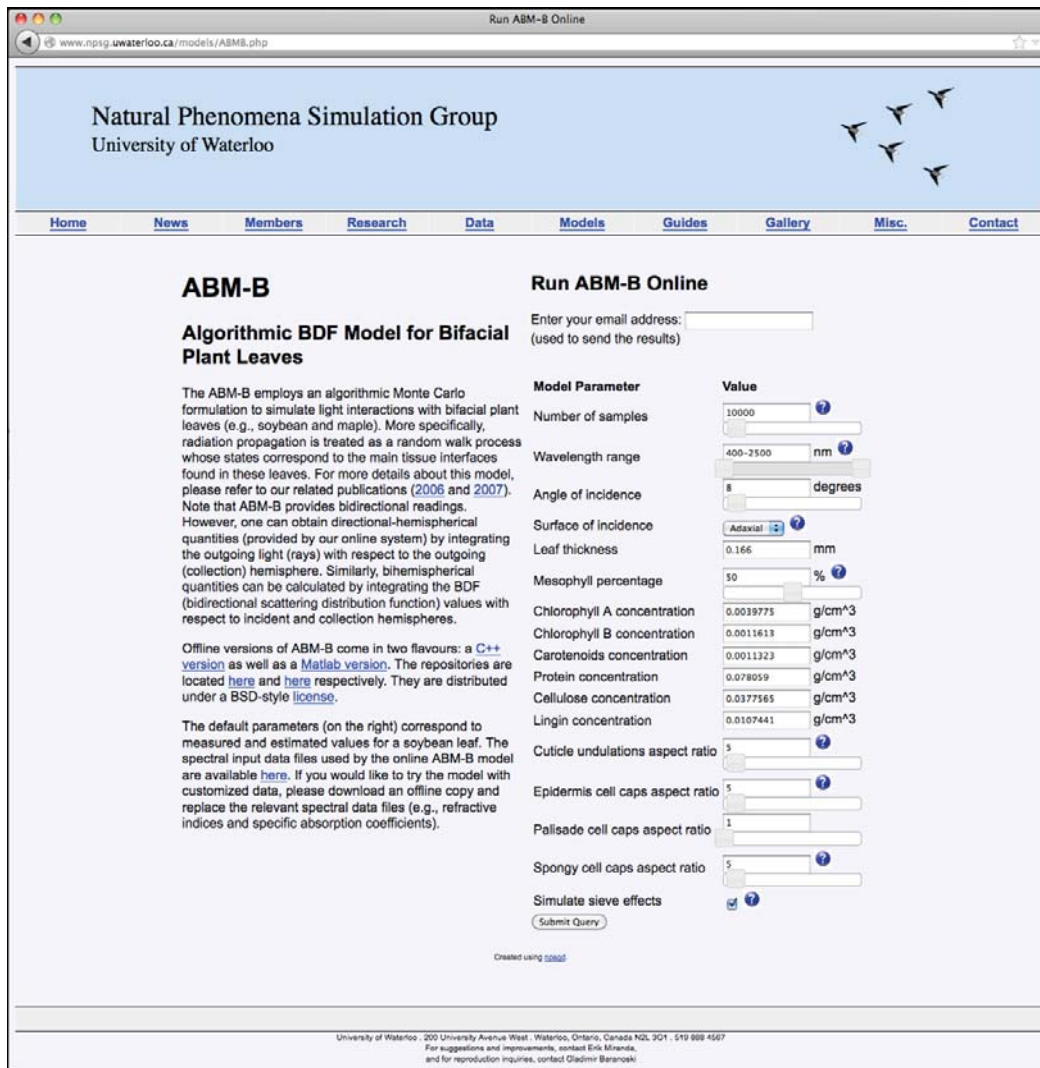 Run ABM-B Online
www.npsg.uwaterloo.ca/models/ABMB.php
Natural Phenomena Simulation Group
University of Waterloo
Home News Members Research Data Models Guides Gallery Misc. Contact
ABM-B
Algorithmic BDF Model for Bifacial
Plant Leaves
The ABM-B employs an algorithmic Monte Carlo
formulation to simulate light interactions with bifacial plant
leaves (e.g., soybean and maple). More specifically,
radiation propagation is treated as a random walk process
whose states correspond to the main tissue interfaces
found in these leaves. For more details about this model,
please refer to our related publications (2006 and 2007).
Note that ABM-B provides bidirectional readings.
However, one can obtain directional-hemispherical
quantities (provided by our online system) by integrating
the outgoing light (rays) with respect to the outgoing
(collection) hemisphere. Similarly, bihemispherical
quantities can be calculated by integrating the BDF
(bidirectional scattering distribution function) values with
respect to incident and collection hemispheres.
Offline versions of ABM-B come in two flavours: a C++
version as well as a Matlab version. The repositories are
located here and here respectively. They are distributed
under a BSD-style license.
The default parameters (on the right) correspond to
measured and estimated values for a soybean leaf. The
spectral input data files used by the online ABM-B model
are available here. If you would like to try the model with
customized data, please download an offline copy and
replace the relevant spectral data files (e.g., refractive
indices and specific absorption coefficients).
Run ABM-B Online
Enter your email address:
(used to send the results)
Model Parameter Value
Number of samples 10000 ?
Wavelength range 400-2500 nm ?
Angle of incidence 8 degrees
Surface of incidence Adaxial ?
Leaf thickness 0.166 mm
Mesophyll percentage 50 % ?
Chlorophyll A concentration 0.0039775 g/cm^3
Chlorophyll B concentration 0.0011613 g/cm^3
Carotenoids concentration 0.0011323 g/cm^3
Protein concentration 0.078059 g/cm^3
Cellulose concentration 0.0377565 g/cm^3
Lingin concentration 0.0107441 g/cm^3
Cuticle undulations aspect ratio 5 ?
Epidermis cell caps aspect ratio 5 ?
Palisade cell caps aspect ratio 1
Spongy cell caps aspect ratio 5 ?
Simulate sieve effects ?
Submit Query
Created using npsgd.
University of Waterloo . 200 University Avenue West . Waterloo, Ontario, Canada N2L 3G1 . 519 888 4567
For suggestions and improvements, contact Erik Miranda,
and for reproduction inquiries, contact Gladimir Baranoski